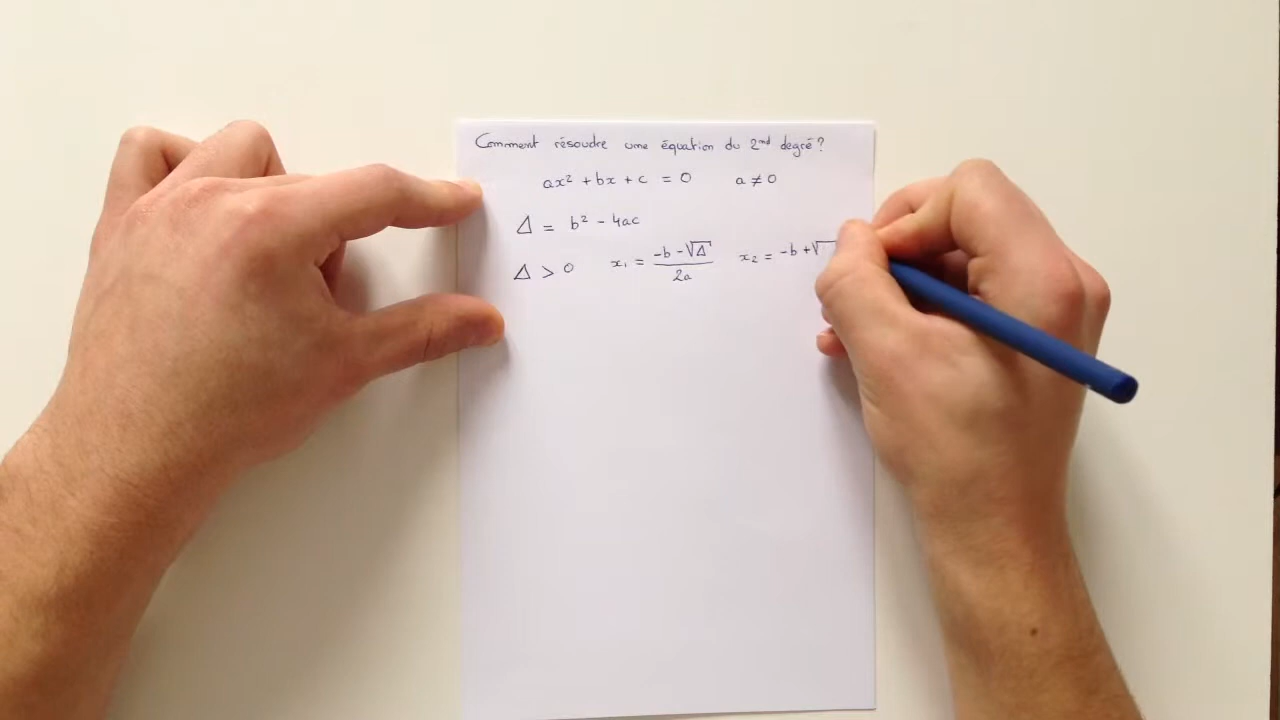 Comment résoudre une équation du 2nd degré ?
ax² + bx + c = 0 a ≠ 0
Δ = b² - 4ac
Δ > 0 x₁ = (-b - √Δ)/2a x₂ = -b + √